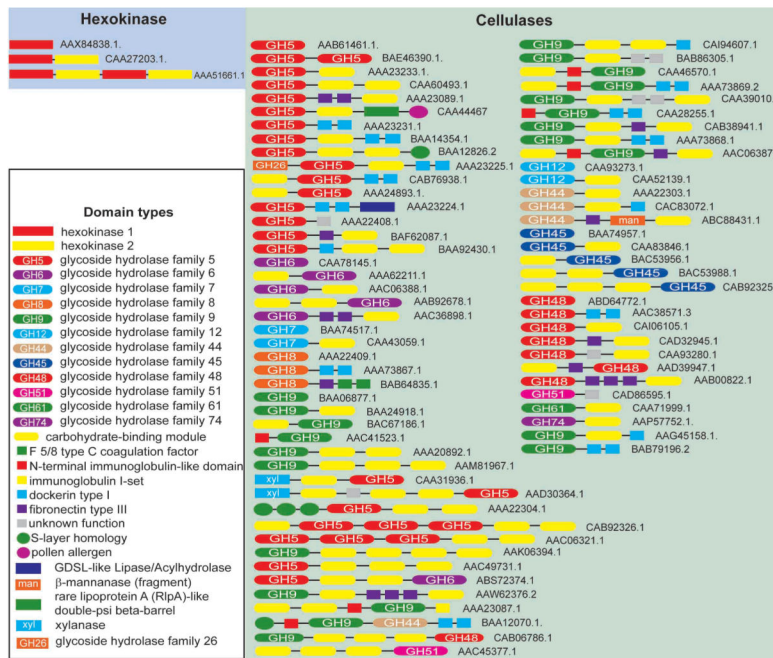 Hexokinase
AAX84838.1.
CAA27203.1.
AAA51661.1
Domain types
hexokinase 1
hexokinase 2
GH5 glycoside hydrolase family 5
GH6 glycoside hydrolase family 6
GH7 glycoside hydrolase family 7
GH8 glycoside hydrolase family 8
GH9 glycoside hydrolase family 9
GH12 glycoside hydrolase family 12
GH44 glycoside hydrolase family 44
GH45 glycoside hydrolase family 45
GH48 glycoside hydrolase family 48
GH51 glycoside hydrolase family 51
GH61 glycoside hydrolase family 61
GH74 glycoside hydrolase family 74
carbohydrate-binding module
F 5/8 type C coagulation factor
N-terminal immunoglobulin-like domain
immunoglobulin I-set
dockerin type I
fibronectin type III
unknown function
S-layer homology
pollen allergen
GDSL-like Lipase/Acylhydrolase
man β-mannanase (fragment)
rare lipoprotein A (RlpA)-like
double-psi beta-barrel
xyl xylanase
GH26 glycoside hydrolase family 26
Cellulases
GH5 AAB61461.1.
GH5 GH5 BAE46390.1.
GH5 AAA23233.1.
GH5 CAA60493.1.
GH5 AAA23089.1.
GH5 CAA44467
GH5 AAA23231.1.
GH5 BAA14354.1.
GH5 BAA12826.2
GH26 GH5 AAA23225.1.
GH5 CAB76938.1.
GH5 AAA24893.1.
GH5 AAA23224.1
GH5 AAA22408.1.
GH5 BAF62087.1
GH5 BAA92430.1.
GH6 CAA78145.1.
GH6 AAA62211.1
GH6 AAC06388.1
GH6 AAB92678.1
GH6 AAC36898.1
GH7 BAA74517.1.
GH7 CAA43059.1
GH8 AAA22409.1
GH8 AAA73867.1
GH8 BAB64835.1
GH9 BAA06877.1
GH9 BAA24918.1
GH9 BAC67186.1
GH9 AAC41523.1
GH9 AAA20892.1
GH9 AAM81967.1
xyl GH5 CAA31936.1
xyl GH5 AAD30364.1
GH5 AAA22304.1
GH5 GH5 GH5 CAB92326.1
GH5 GH5 GH5 AAC06321.1
GH9 AAK06394.1
GH5 AAC49731.1
GH5 GH6 ABS72374.1
GH9 AAW62376.2
GH9 AAA23087.1
GH9 GH44 BAA12070.1.
GH9 GH48 CAB06786.1
GH51 AAC45377.1
GH9 CAI94607.1
GH9 BAB86305.1
GH9 CAA46570.1
GH9 AAA73869.2
GH9 CAA39010
GH9 CAA28255.1
GH9 CAB38941.1
GH9 AAA73868.1
GH9 AAC06387
GH12 CAA93273.1
GH12 CAA52139.1
GH44 AAA22303.1
GH44 CAC83072.1
GH44 man ABC88431.1
GH45 BAA74957.1
GH45 CAA83846.1
GH45 BAC53956.1
GH45 BAC53988.1
GH45 CAB92325
GH48 ABD64772.1
GH48 AAC38571.3
GH48 CAI06105.1
GH48 CAD32945.1
GH48 CAA93280.1
GH48 AAD39947.1
GH48 AAB00822.1
GH51 CAD86595.1
GH61 CAA71999.1
GH74 AAP57752.1
GH9 AAG45158.1.
GH9 BAB79196.2